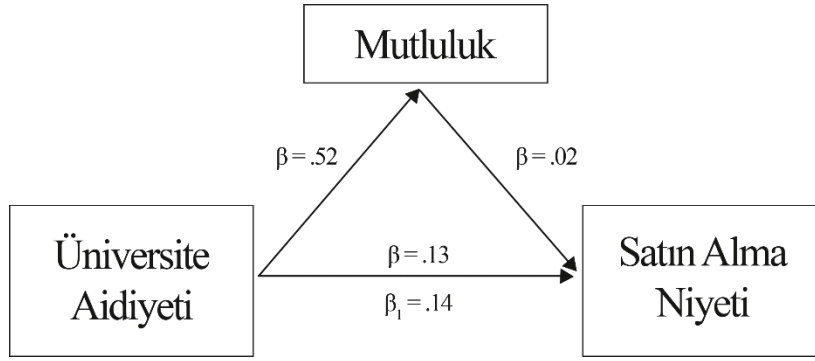 Mutluluk
β = .52
β = .02
Üniversite
Aidiyeti
β = .13
β₁ = .14
Satın Alma
Niyeti